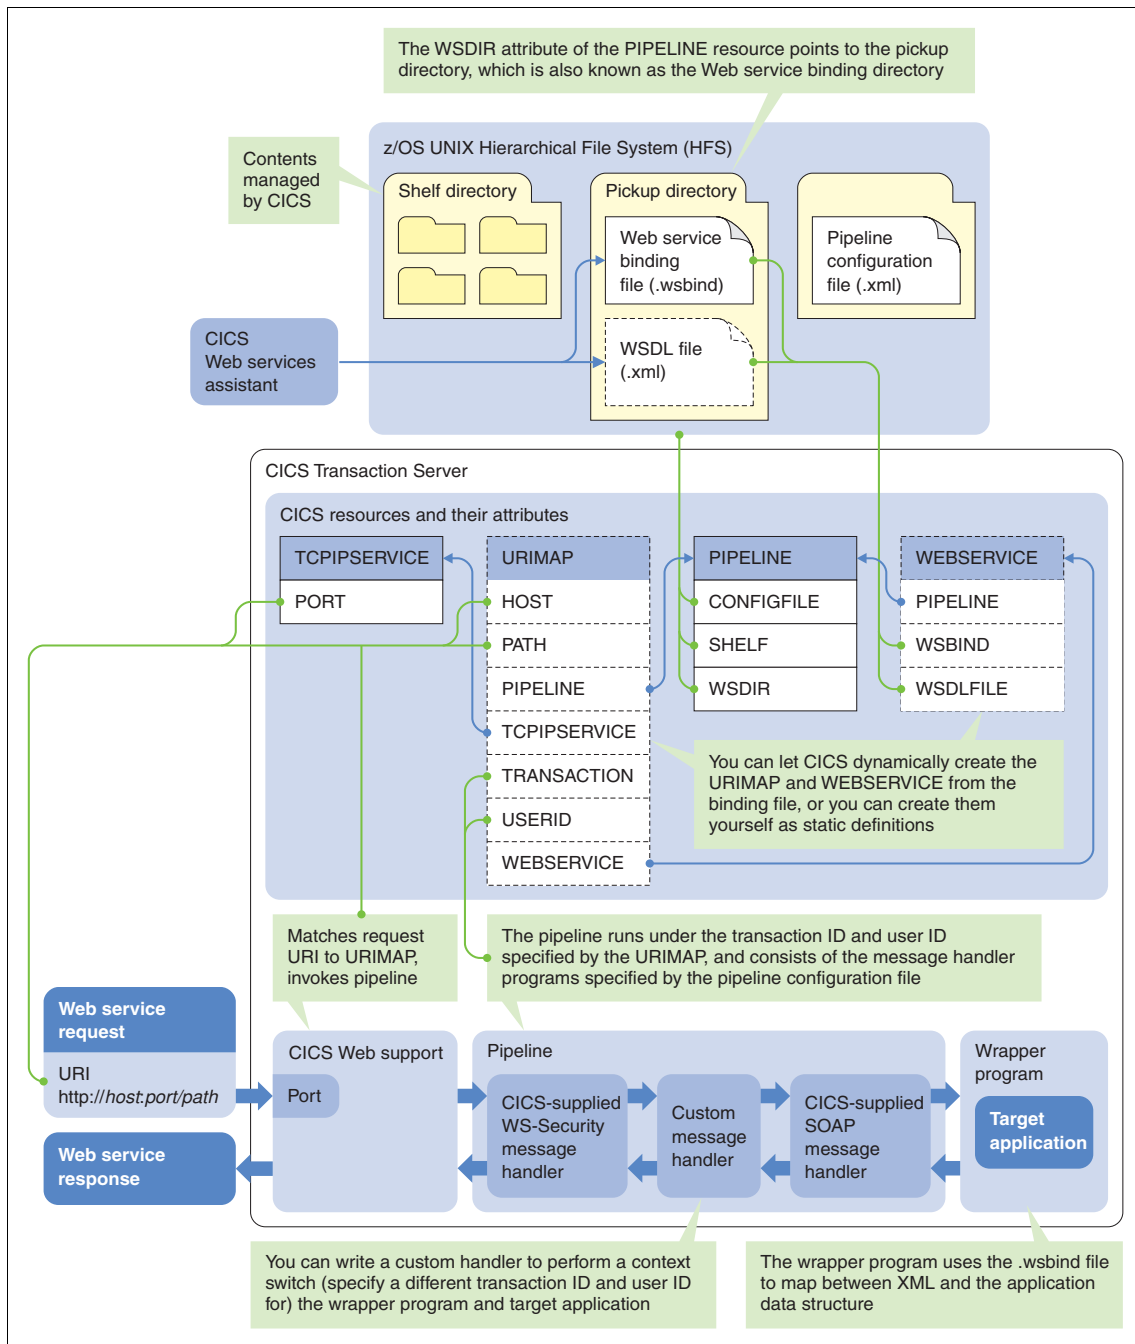 The WSDIR attribute of the PIPELINE resource points to the pickup
directory, which is also known as the Web service binding directory
z/OS UNIX Hierarchical File System (HFS)
Contents
managed
by CICS
Shelf directory
Pickup directory
Web service
binding
file (.wsbind)
Pipeline
configuration
file (.xml)
CICS
Web services
assistant
WSDL file
(.xml)
CICS Transaction Server
CICS resources and their attributes
TCPIPSERVICE
PORT
URIMAP
HOST
PATH
PIPELINE
TCPIPSERVICE
TRANSACTION
USERID
WEBSERVICE
PIPELINE
CONFIGFILE
SHELF
WSDIR
WEBSERVICE
PIPELINE
WSBIND
WSDLFILE
You can let CICS dynamically create the
URIMAP and WEBSERVICE from the
binding file, or you can create them
yourself as static definitions
Matches request
URI to URIMAP,
invokes pipeline
The pipeline runs under the transaction ID and user ID
specified by the URIMAP, and consists of the message handler
programs specified by the pipeline configuration file
Web service
request
URI
http://host:port/path
Web service
response
CICS Web support
Port
Pipeline
CICS-supplied
WS-Security
message
handler
Custom
message
handler
CICS-supplied
SOAP
message
handler
Wrapper
program
Target
application
You can write a custom handler to perform a context
switch (specify a different transaction ID and user ID
for) the wrapper program and target application
The wrapper program uses the .wsbind file
to map between XML and the application
data structure